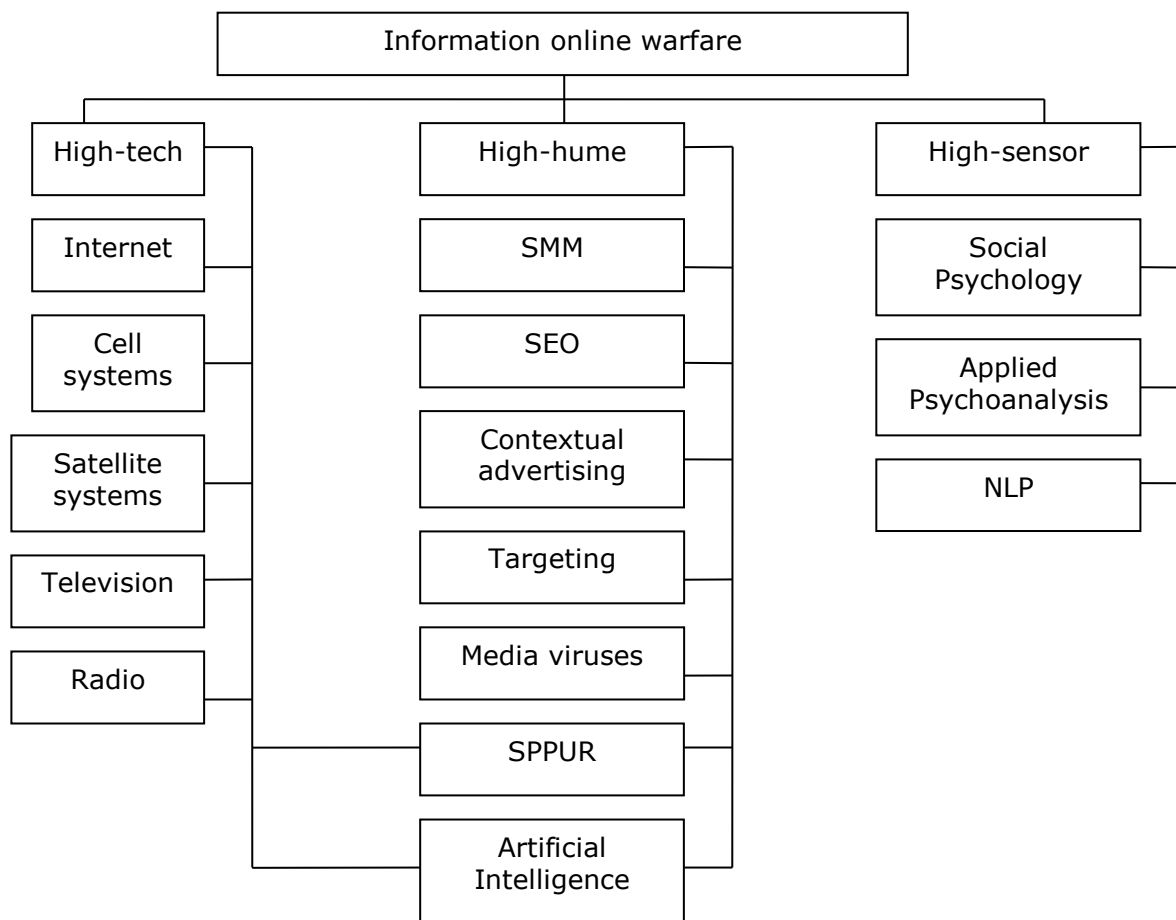 Information online warfare
High-tech
Internet
Cell
systems
Satellite
systems
Television
Radio
High-hume
SMM
SEO
Contextual
advertising
Targeting
Media viruses
SPPUR
Artificial
Intelligence
High-sensor
Social
Psychology
Applied
Psychoanalysis
NLP